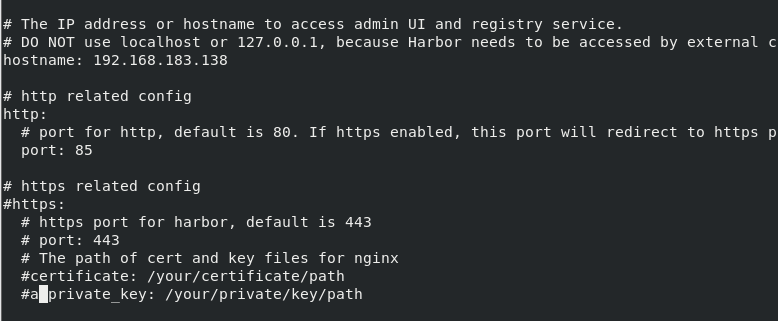 # The IP address or hostname to access admin UI and registry service.
# DO NOT use localhost or 127.0.0.1, because Harbor needs to be accessed by external c
hostname: 192.168.183.138
# http related config
http:
# port for http, default is 80. If https enabled, this port will redirect to https p
port: 85
# https related config
#https:
# https port for harbor, default is 443
# port: 443
# The path of cert and key files for nginx
#certificate: /your/certificate/path
#a private_key: /your/private/key/path